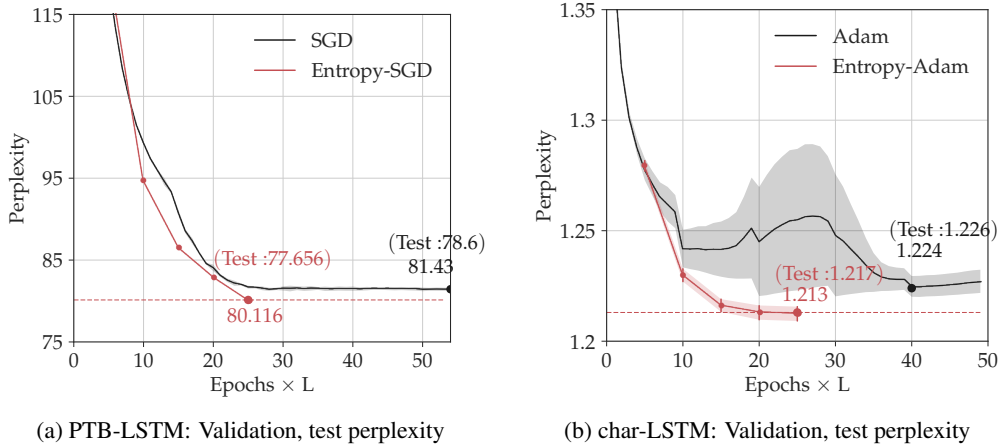 115
105
95
85
75
Perplexity
SGD
Entropy-SGD
(Test :77.656)
80.116
(Test :78.6)
81.43
0 10 20 30 40 50
Epochs × L
(a) PTB-LSTM: Validation, test perplexity
1.35
1.3
1.25
1.2
Perplexity
Adam
Entropy-Adam
(Test :1.226)
1.224
(Test :1.217)
1.213
0 10 20 30 40 50
Epochs × L
(b) char-LSTM: Validation, test perplexity